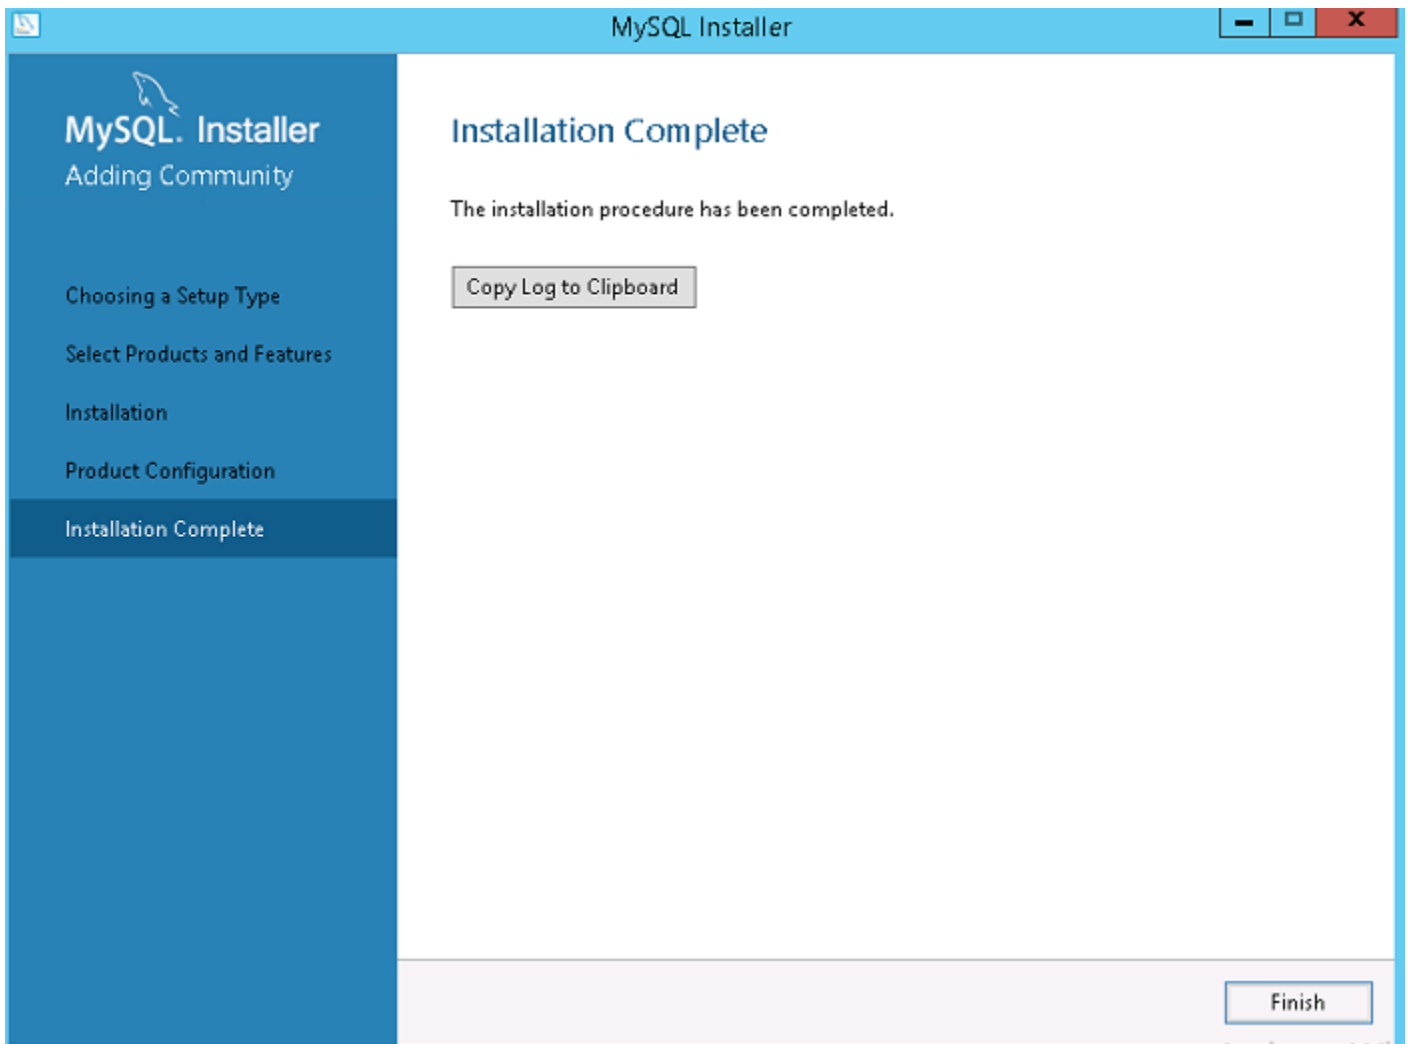 MySQL Installer
MySQL. Installer
Adding Community
Choosing a Setup Type
Select Products and Features
Installation
Product Configuration
Installation Complete
Installation Complete
The installation procedure has been completed.
Copy Log to Clipboard
Finish